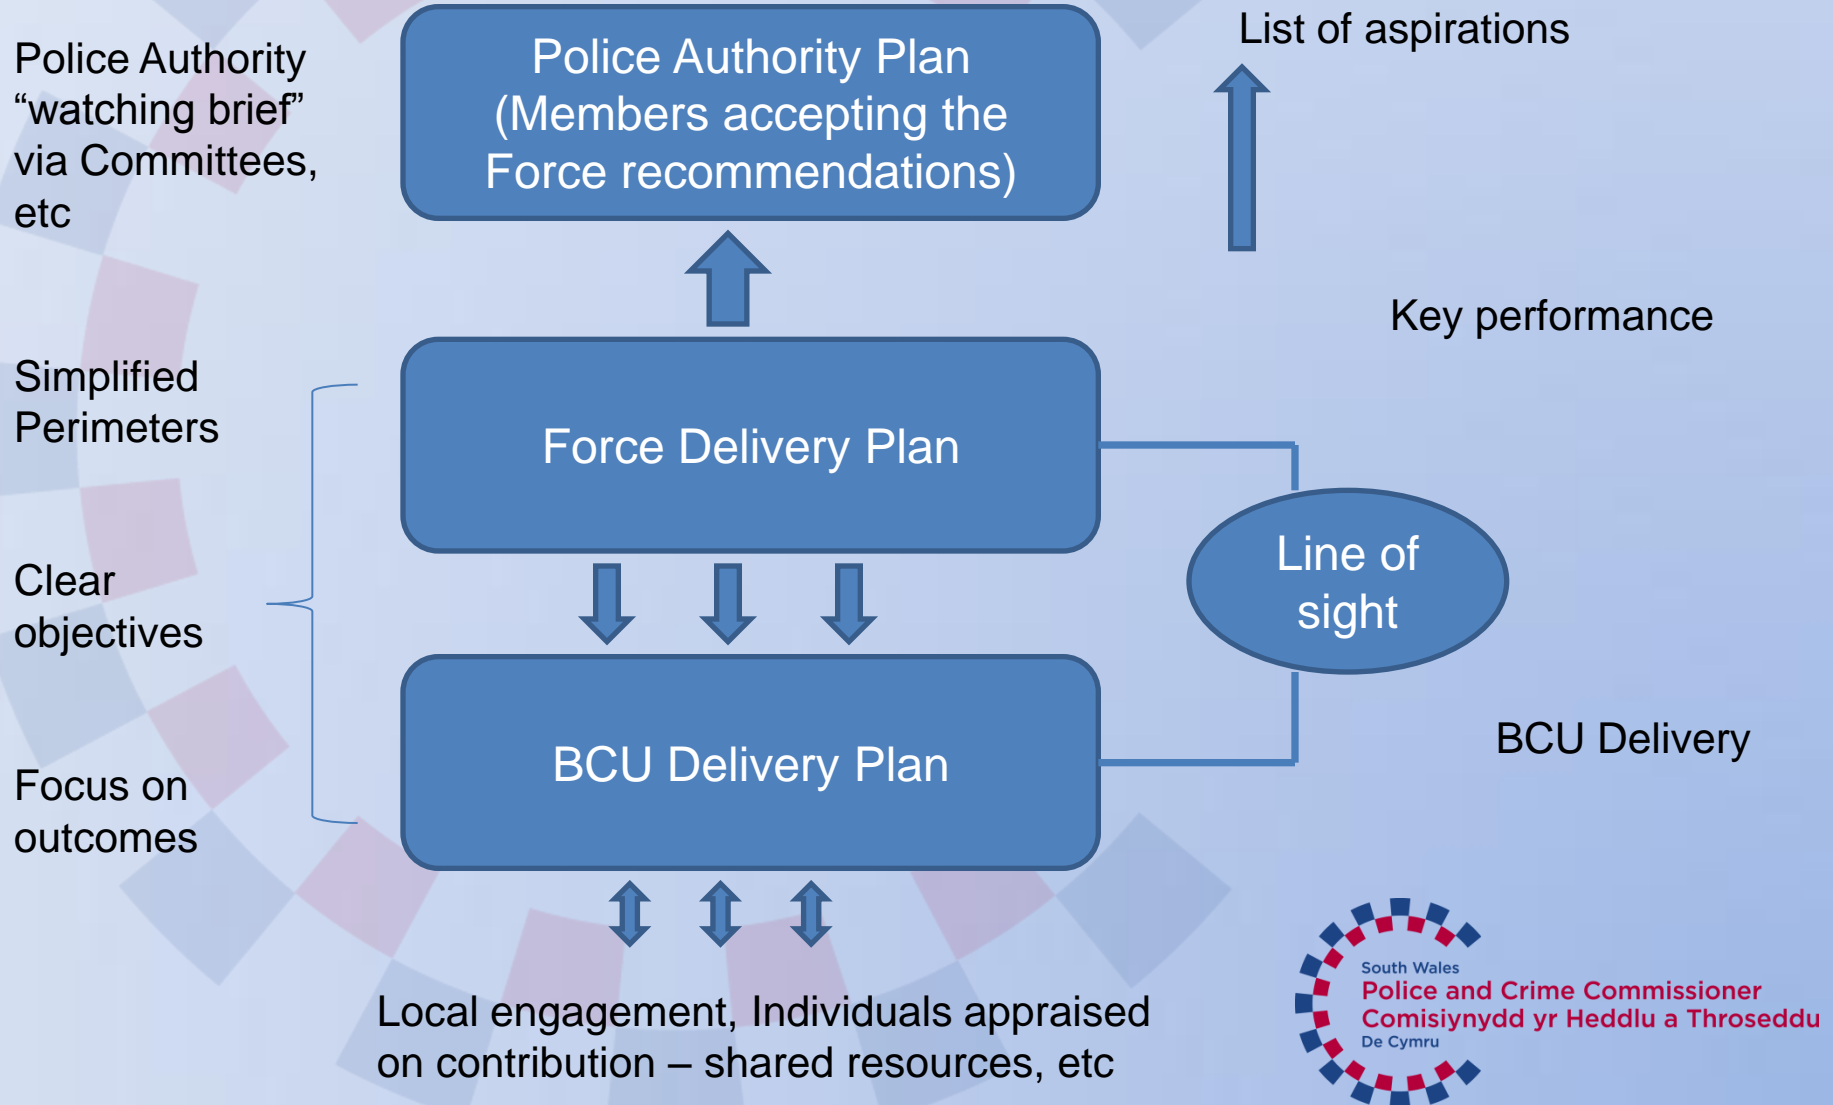 Police Authority
“watching brief”
via Committees,
etc
Police Authority Plan
(Members accepting the
Force recommendations)
List of aspirations
Key performance
Simplified
Perimeters
Force Delivery Plan
Clear
objectives
Line of
sight
Focus on
outcomes
BCU Delivery Plan
BCU Delivery
Local engagement, Individuals appraised
on contribution – shared resources, etc
South Wales
Police and Crime Commissioner
Comisiynydd yr Heddlu a Throseddu
De Cymru